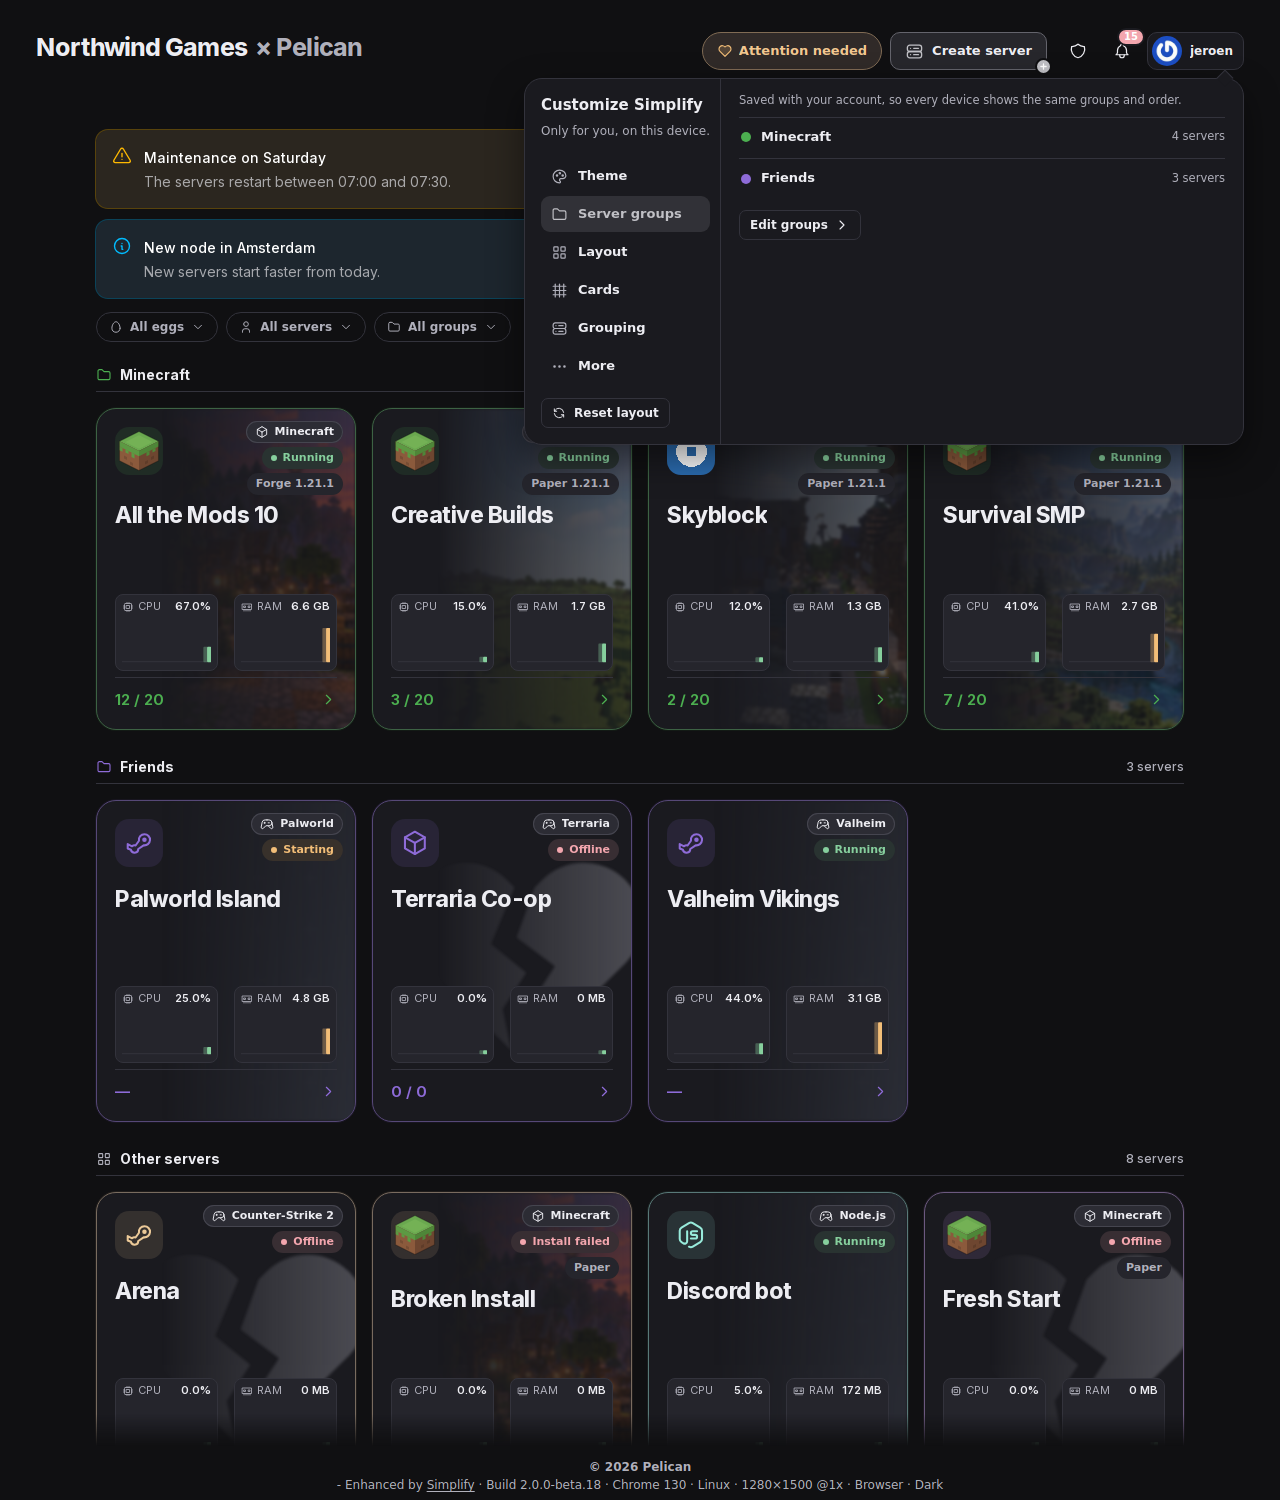 Northwind Games × Pelican
Attention needed
Create server
15
jeroen
Customize Simplify
Only for you, on this device.
Theme
Server groups
Layout
Cards
Grouping
More
Reset layout
Saved with your account, so every device shows the same groups and order.
Minecraft
4 servers
Friends
3 servers
Edit groups
Maintenance on Saturday
The servers restart between 07:00 and 07:30.
New node in Amsterdam
New servers start faster from today.
All eggs
All servers
All groups
Minecraft
Minecraft
Running
Forge 1.21.1
All the Mods 10
CPU 67.0%
RAM 6.6 GB
12 / 20
Running
Paper 1.21.1
Creative Builds
CPU 15.0%
RAM 1.7 GB
3 / 20
Running
Paper 1.21.1
Skyblock
CPU 12.0%
RAM 1.3 GB
2 / 20
Running
Paper 1.21.1
Survival SMP
CPU 41.0%
RAM 2.7 GB
7 / 20
Friends
3 servers
Palworld
Starting
Palworld Island
CPU 25.0%
RAM 4.8 GB
—
Terraria
Offline
Terraria Co-op
CPU 0.0%
RAM 0 MB
0 / 0
Valheim
Running
Valheim Vikings
CPU 44.0%
RAM 3.1 GB
—
Other servers
8 servers
Counter-Strike 2
Offline
Arena
CPU 0.0%
RAM 0 MB
Minecraft
Install failed
Paper
Broken Install
CPU 0.0%
RAM 0 MB
Node.js
Running
Discord bot
CPU 5.0%
RAM 172 MB
Minecraft
Offline
Paper
Fresh Start
CPU 0.0%
RAM 0 MB
© 2026 Pelican
- Enhanced by Simplify · Build 2.0.0-beta.18 · Chrome 130 · Linux · 1280×1500 @1x · Browser · Dark